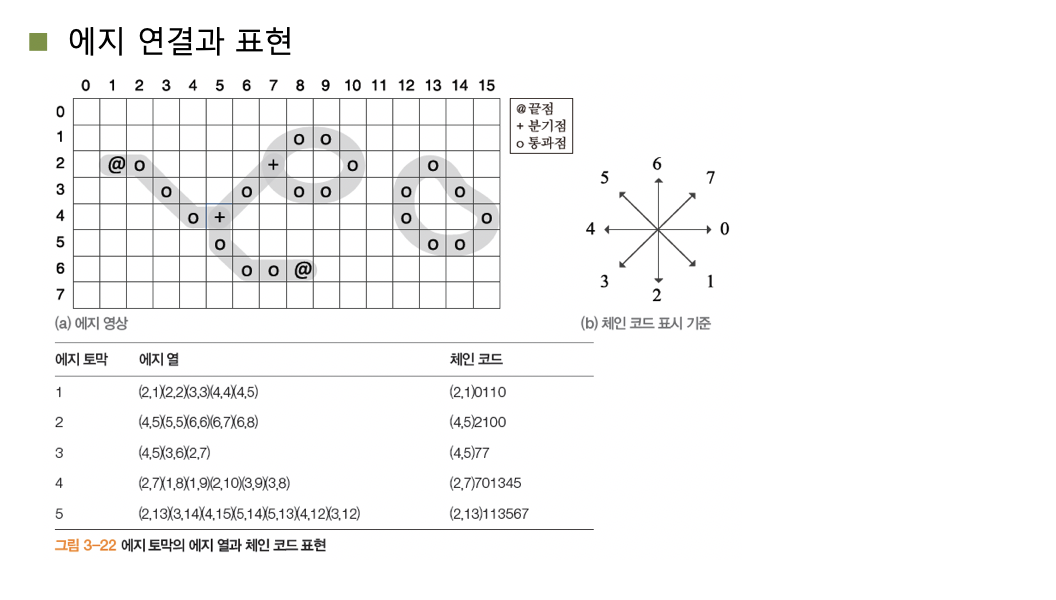 에지 연결과 표현
0 1 2 3 4 5 6 7 8 9 10 11 12 13 14 15
0
1 o o
2 @ o + o o
3 o o o o o o
4 o + o o
5 o o o
6 o o @
7
@ 끝점
+ 분기점
o 통과점
6
5 7
4 0
3 1
2
(a) 에지 영상
(b) 체인 코드 표시 기준
에지 토막 에지 열 체인 코드
1 (2,1)(2,2)(3,3)(4,4)(4,5) (2,1)0110
2 (4,5)(5,5)(6,6)(6,7)(6,8) (4,5)2100
3 (4,5)(3,6)(2,7) (4,5)77
4 (2,7)(1,8)(1,9)(2,10)(3,9)(3,8) (2,7)701345
5 (2,13)(3,14)(4,15)(5,14)(5,13)(4,12)(3,12) (2,13)113567
그림 3-22 에지 토막의 에지 열과 체인 코드 표현